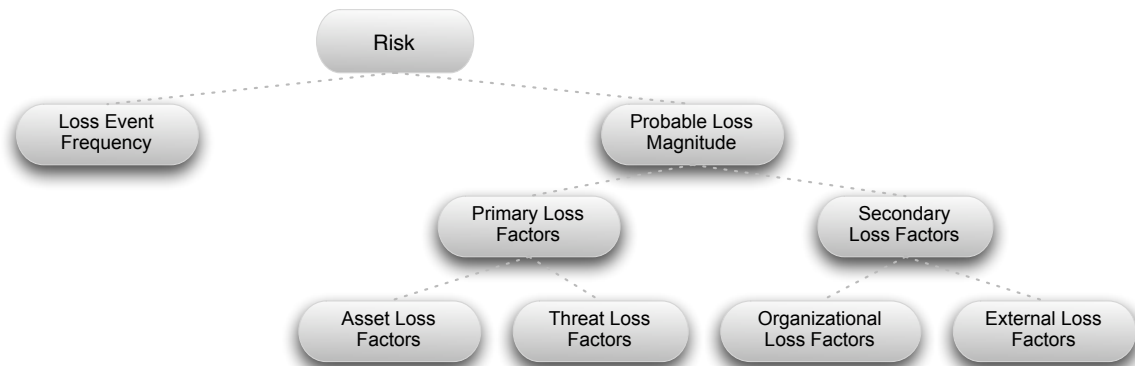 Risk
Loss Event
Frequency
Probable Loss
Magnitude
Primary Loss
Factors
Secondary
Loss Factors
Asset Loss
Factors
Threat Loss
Factors
Organizational
Loss Factors
External Loss
Factors